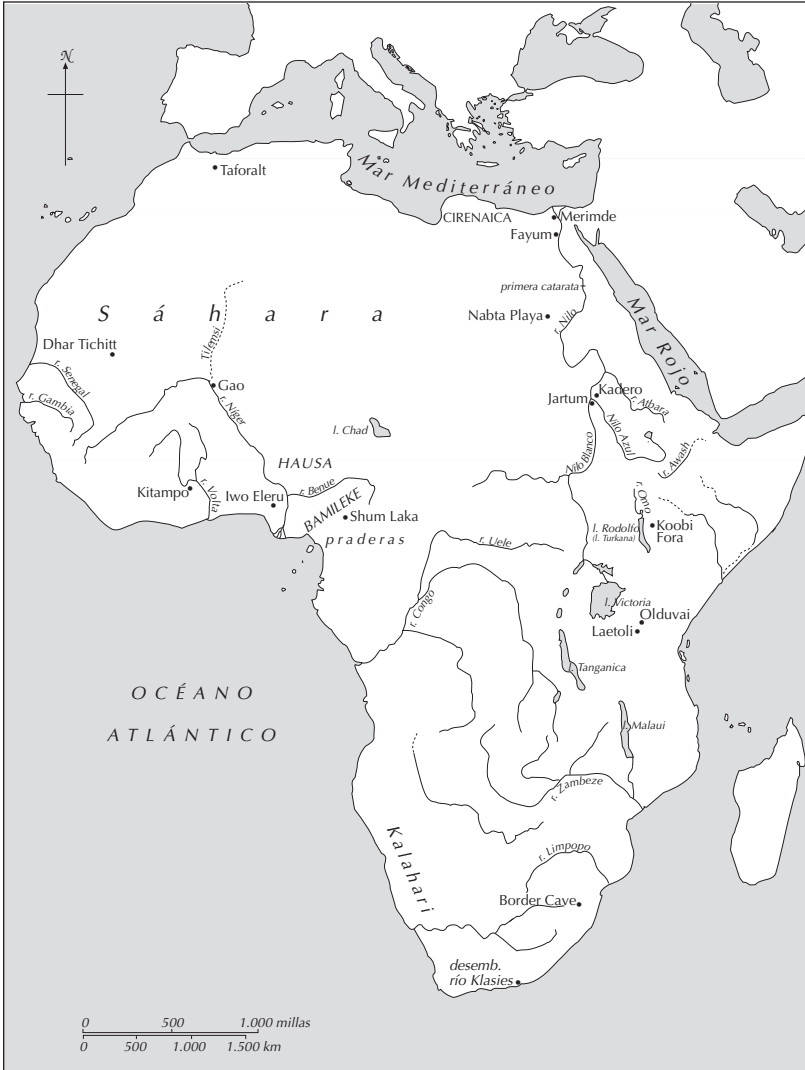 N
Taforalt
Mar Mediterráneo
CIRENAICA
Merimde
Fayum
primera catarata
Sáhara
Nabta Playa
r. Nilo
Mar Rojo
Dhar Tichitt
Tilemsi
r. Senegal
r. Gambia
Gao
r. Níger
Kadero
Jartum
r. Atbara
l. Chad
Nilo Azul
Nilo Blanco
r. Awash
HAUSA
r. Benue
Kitampo
r. Volta
Iwo Eleru
BAMILEKE
Shum Laka
praderas
r. Omo
l. Rodolfo
(l. Turkana)
Koobi
Fora
r. Uele
r. Congo
l. Victoria
Olduvai
Laetoli
l. Tanganica
OCÉANO
ATLÁNTICO
l. Malaui
r. Zambeze
Kalahari
r. Limpopo
Border Cave
desemb.
río Klasies
0 500 1.000 millas
0 500 1.000 1.500 km